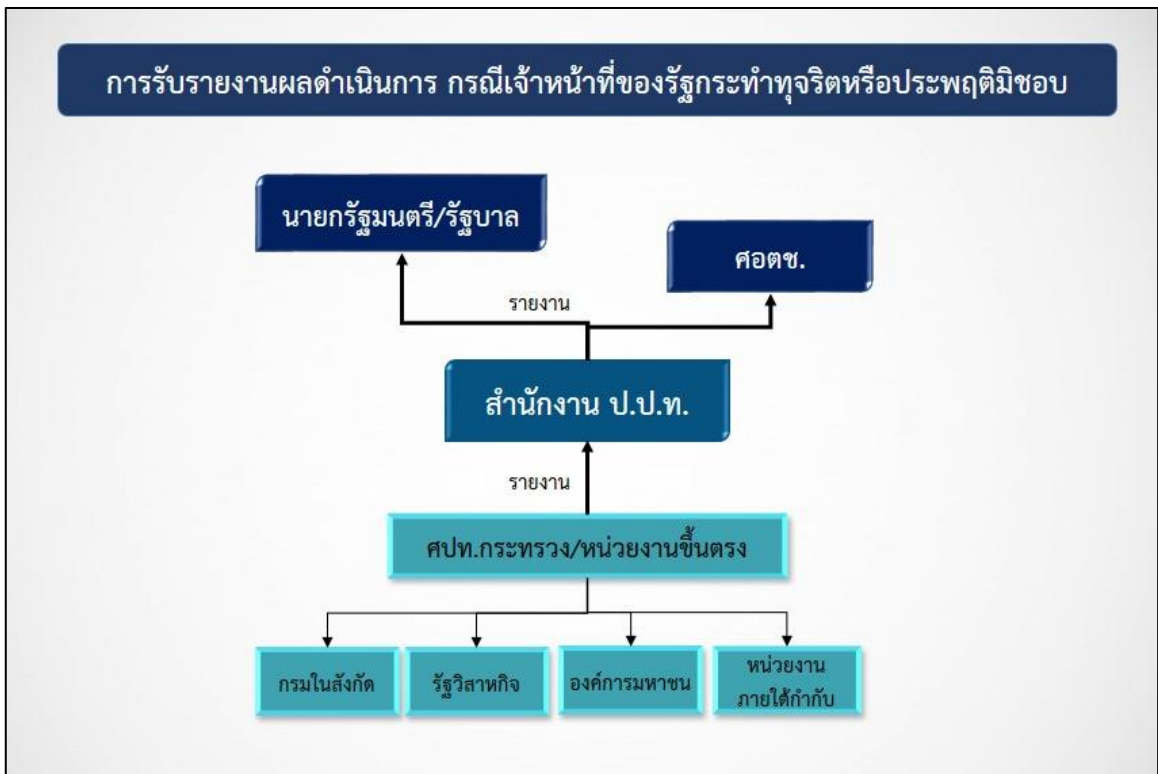 การรับรายงานผลดำเนินการ กรณีเจ้าหน้าที่ของรัฐกระทำทุจริตหรือประพฤติมิชอบ
นายกรัฐมนตรี/รัฐบาล
ศอตช.
รายงาน
สำนักงาน ป.ป.ท.
รายงาน
ศปท.กระทรวง/หน่วยงานขึ้นตรง
กรมในสังกัด
รัฐวิสาหกิจ
องค์การมหาชน
หน่วยงาน
ภายใต้กำกับ